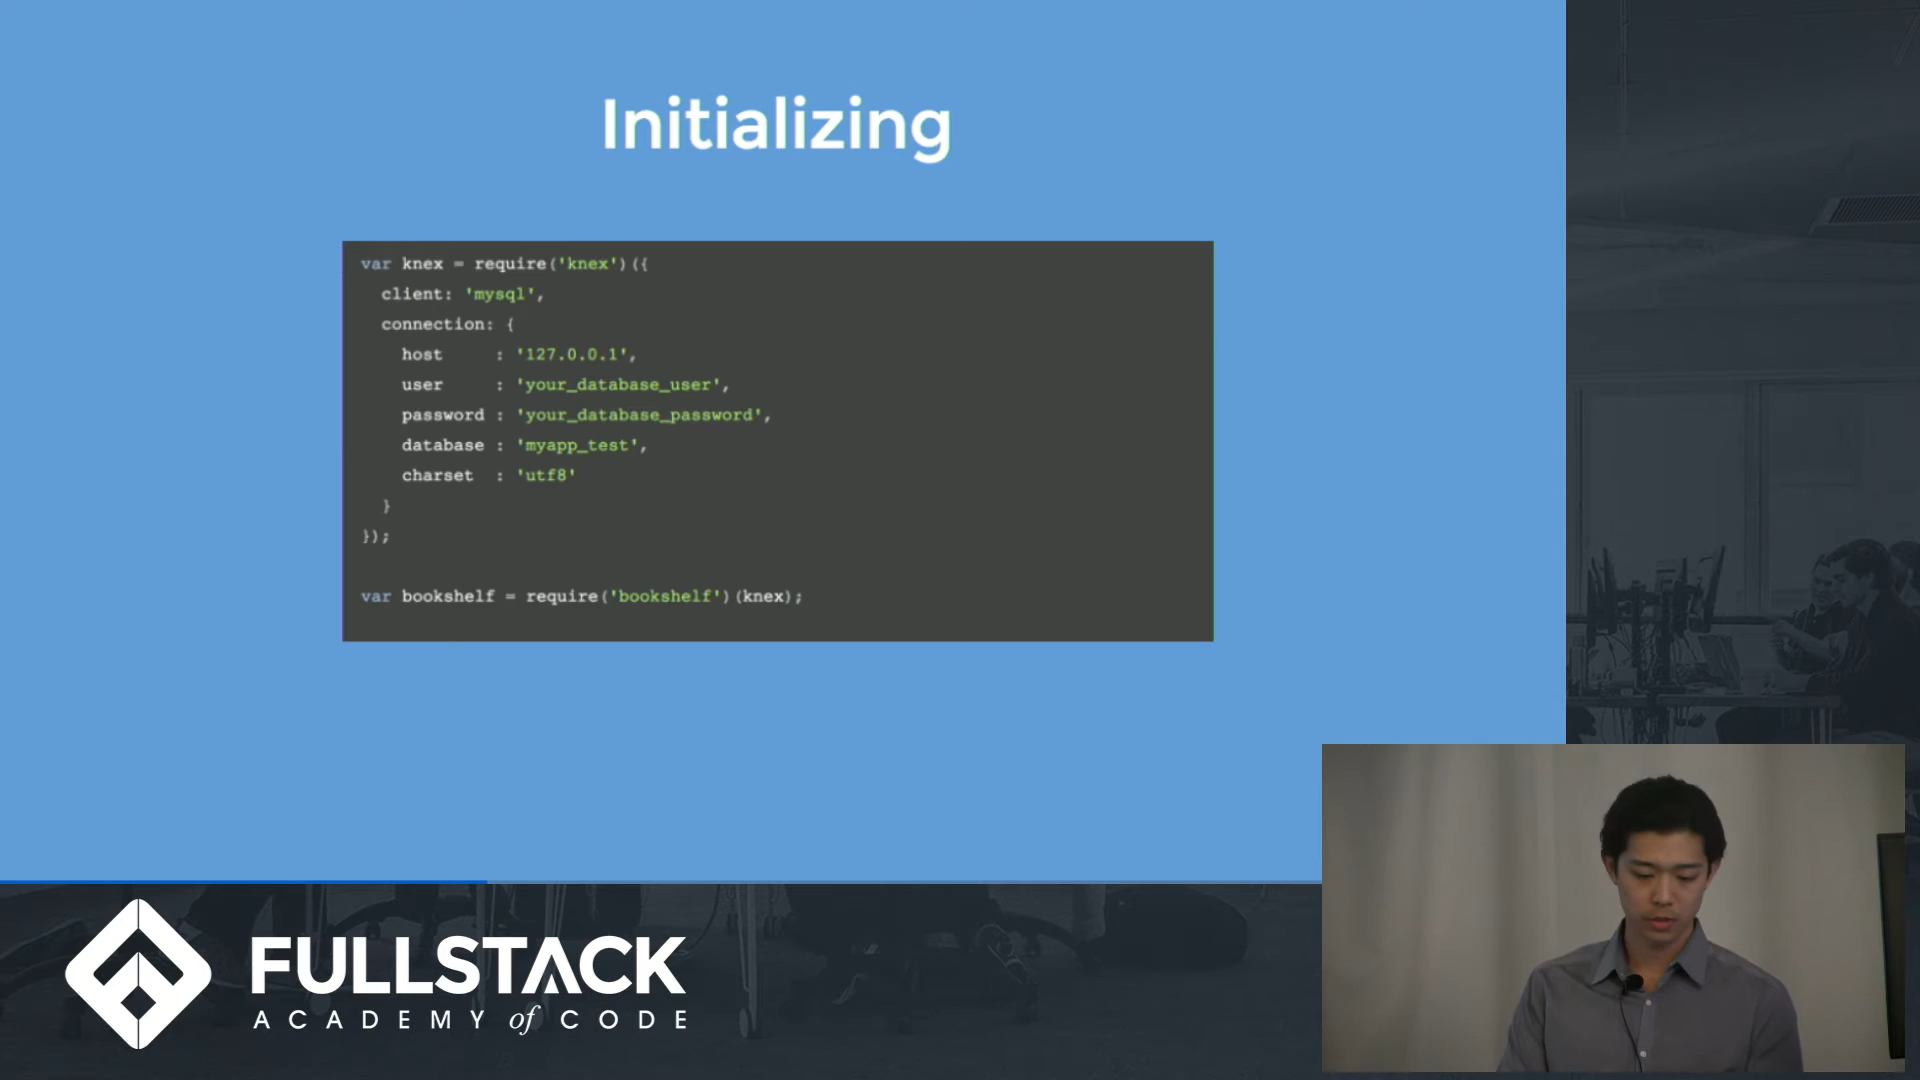 Initializing
var knex = require('knex')({
  client: 'mysql',
  connection: {
    host     : '127.0.0.1',
    user     : 'your_database_user',
    password : 'your_database_password',
    database : 'myapp_test',
    charset  : 'utf8'
  }
});
var bookshelf = require('bookshelf')(knex);
FULLSTACK
ACADEMY of CODE